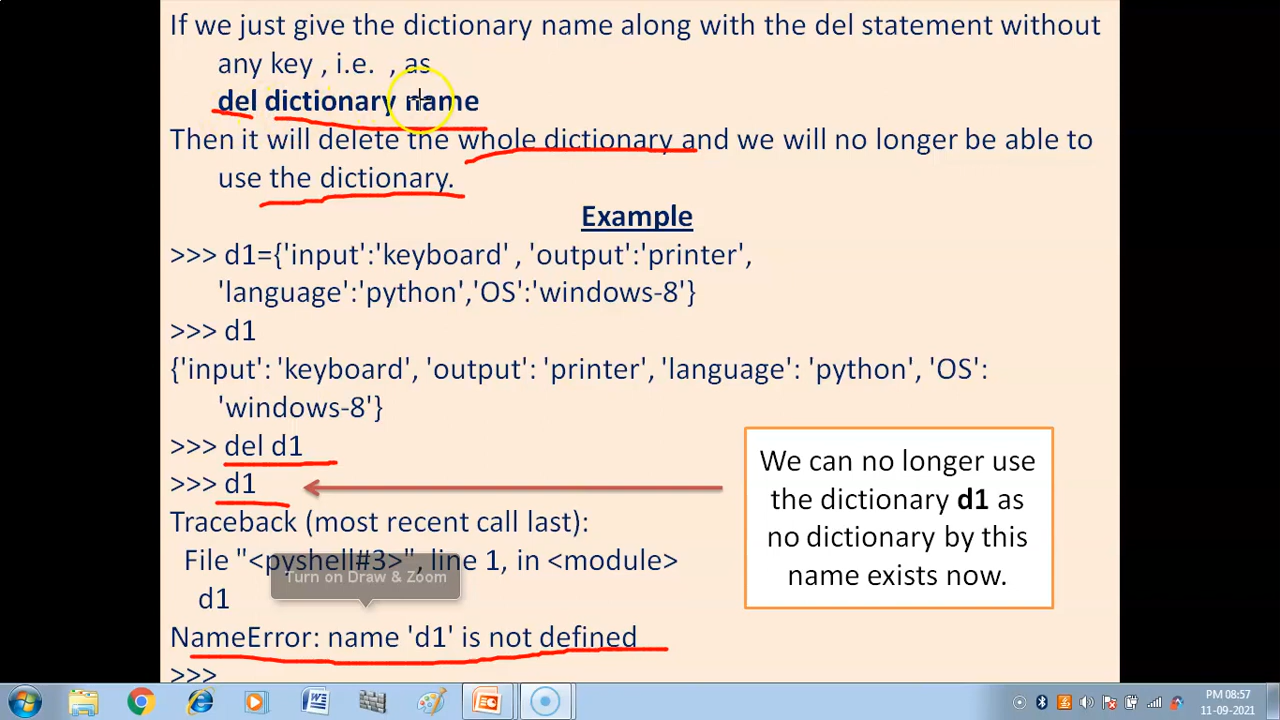 If we just give the dictionary name along with the del statement without
any key , i.e. , as
del dictionary name
Then it will delete the whole dictionary and we will no longer be able to
use the dictionary.
Example
>>> d1={'input':'keyboard' , 'output':'printer',
'language':'python','OS':'windows-8'}
>>> d1
{'input': 'keyboard', 'output': 'printer', 'language': 'python', 'OS':
'windows-8'}
>>> del d1
>>> d1
Traceback (most recent call last):
File "<pyshell#3>", line 1, in <module>
d1
NameError: name 'd1' is not defined
>>>
We can no longer use
the dictionary d1 as
no dictionary by this
name exists now.
Turn on Draw & Zoom
PM 08:57
11-09-2021